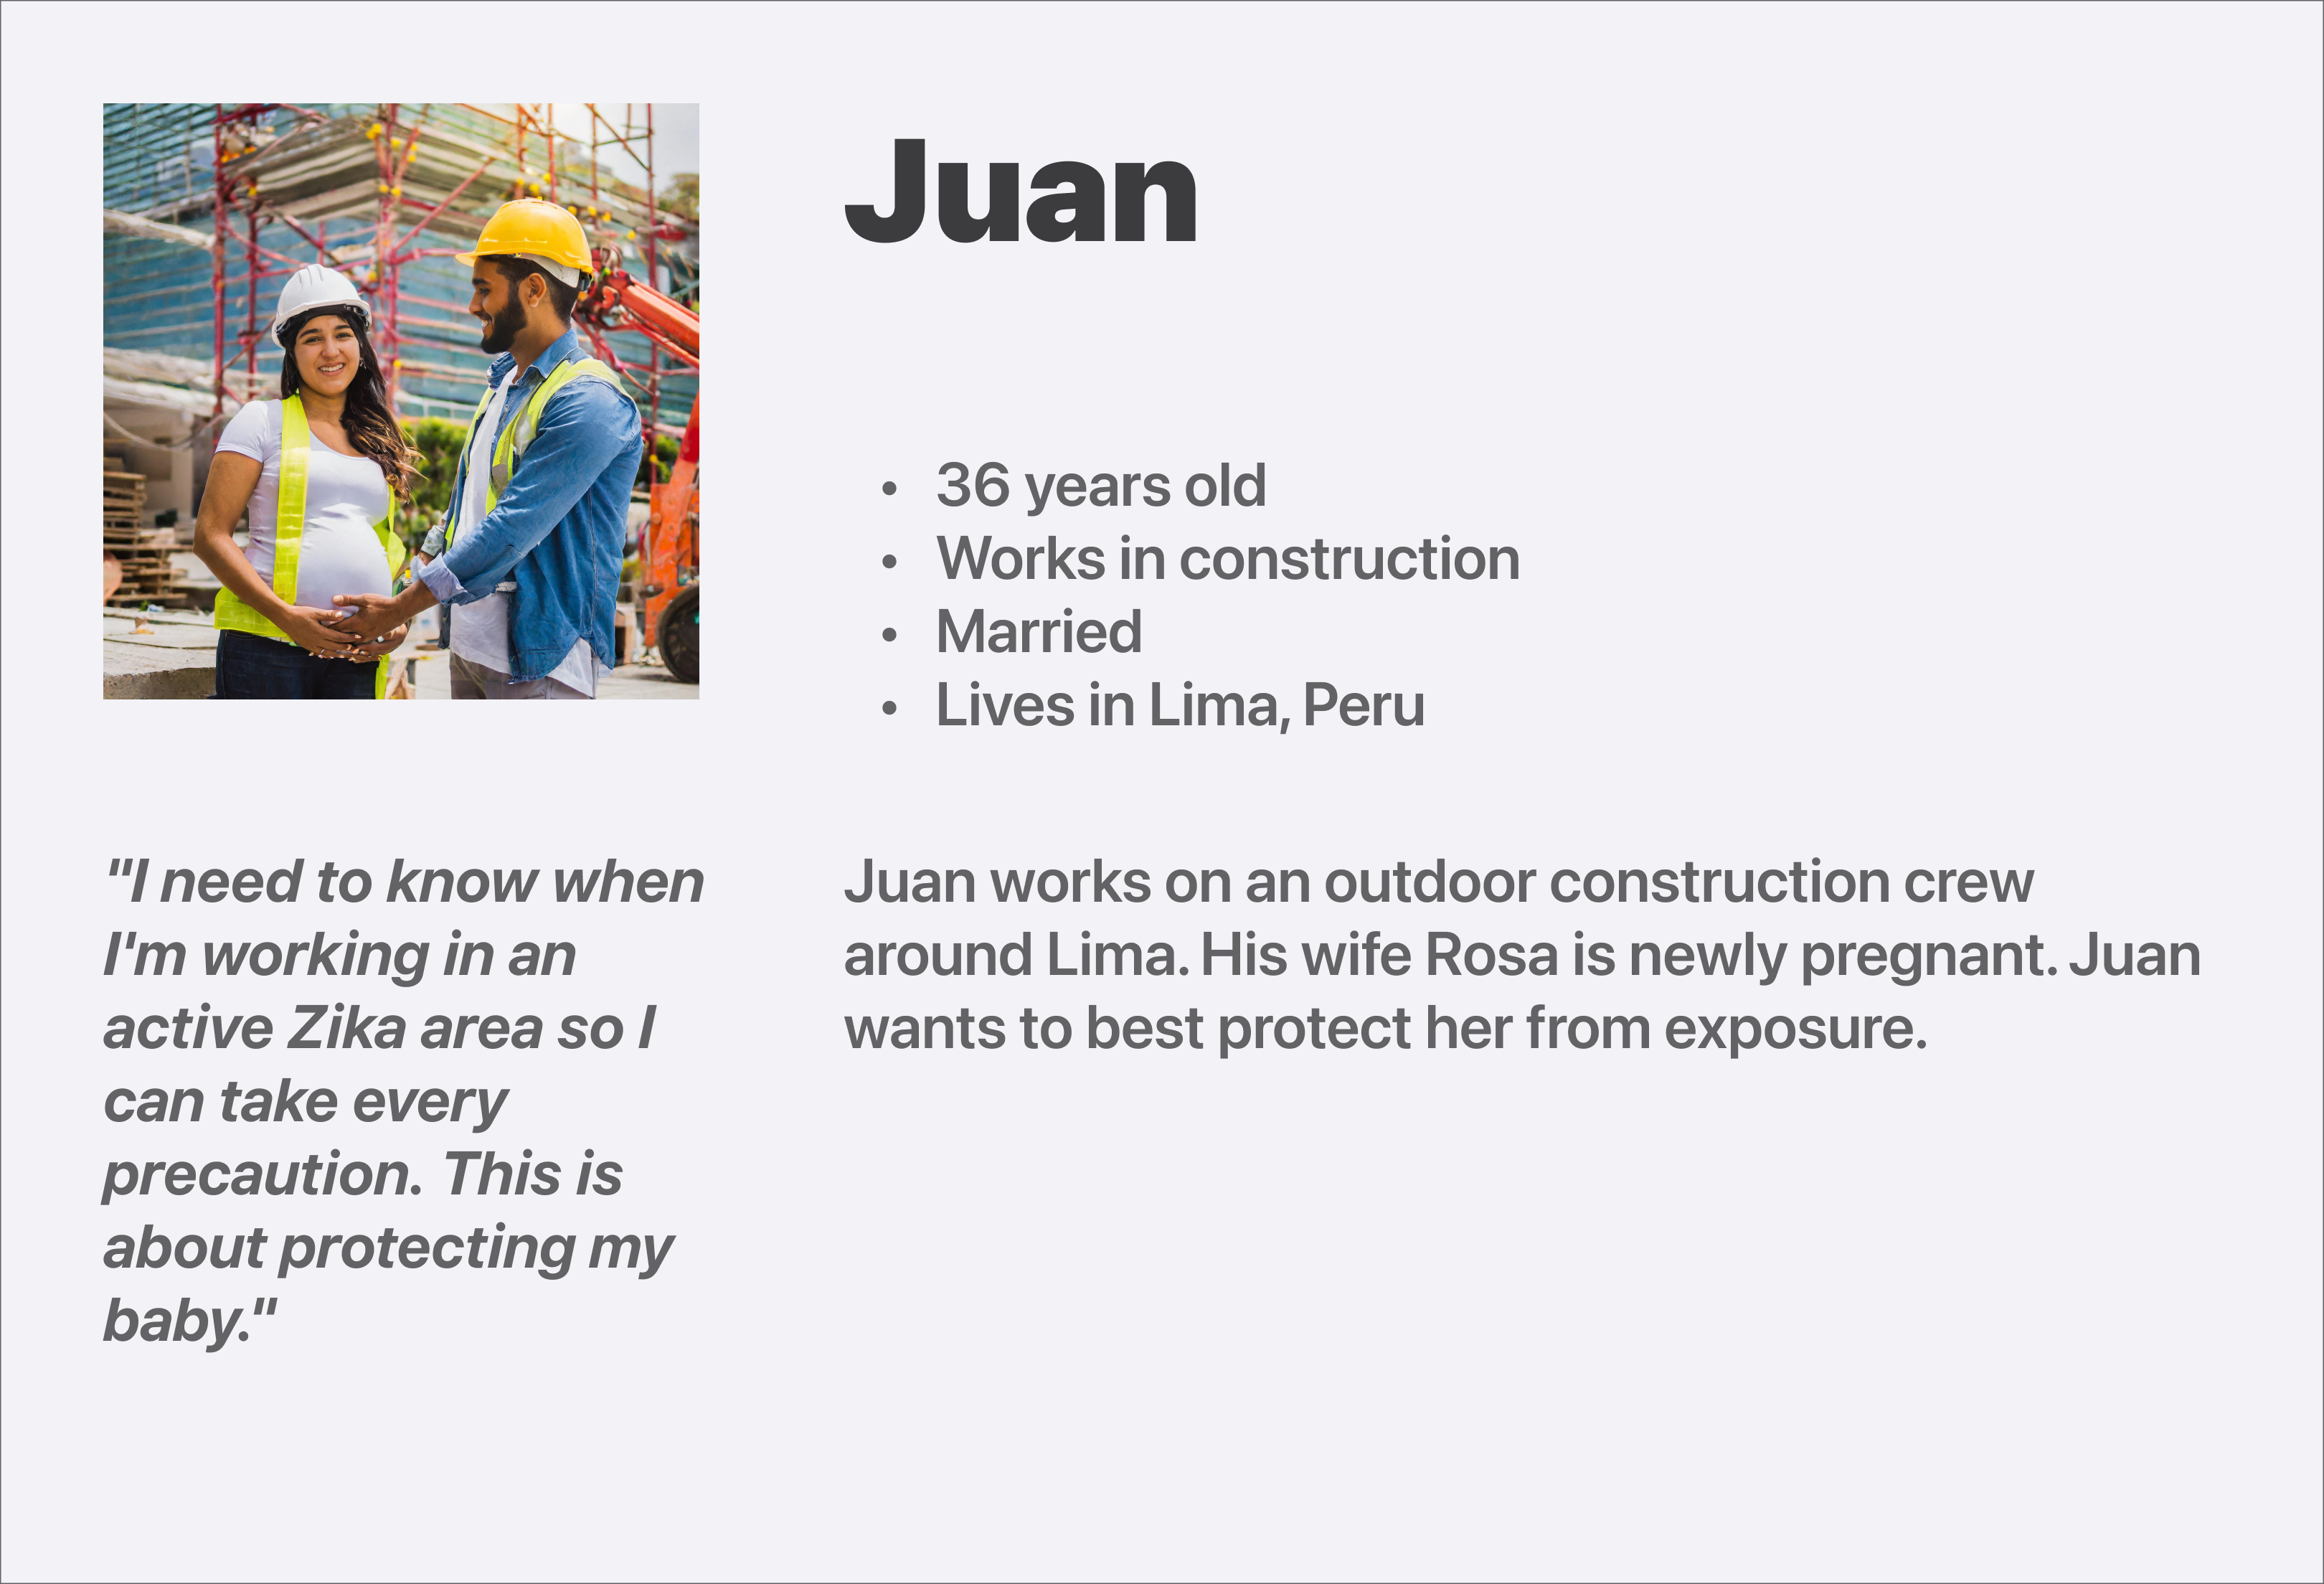 Juan
• 36 years old
• Works in construction
• Married
• Lives in Lima, Peru
"I need to know when
I'm working in an
active Zika area so I
can take every
precaution. This is
about protecting my
baby."
Juan works on an outdoor construction crew
around Lima. His wife Rosa is newly pregnant. Juan
wants to best protect her from exposure.